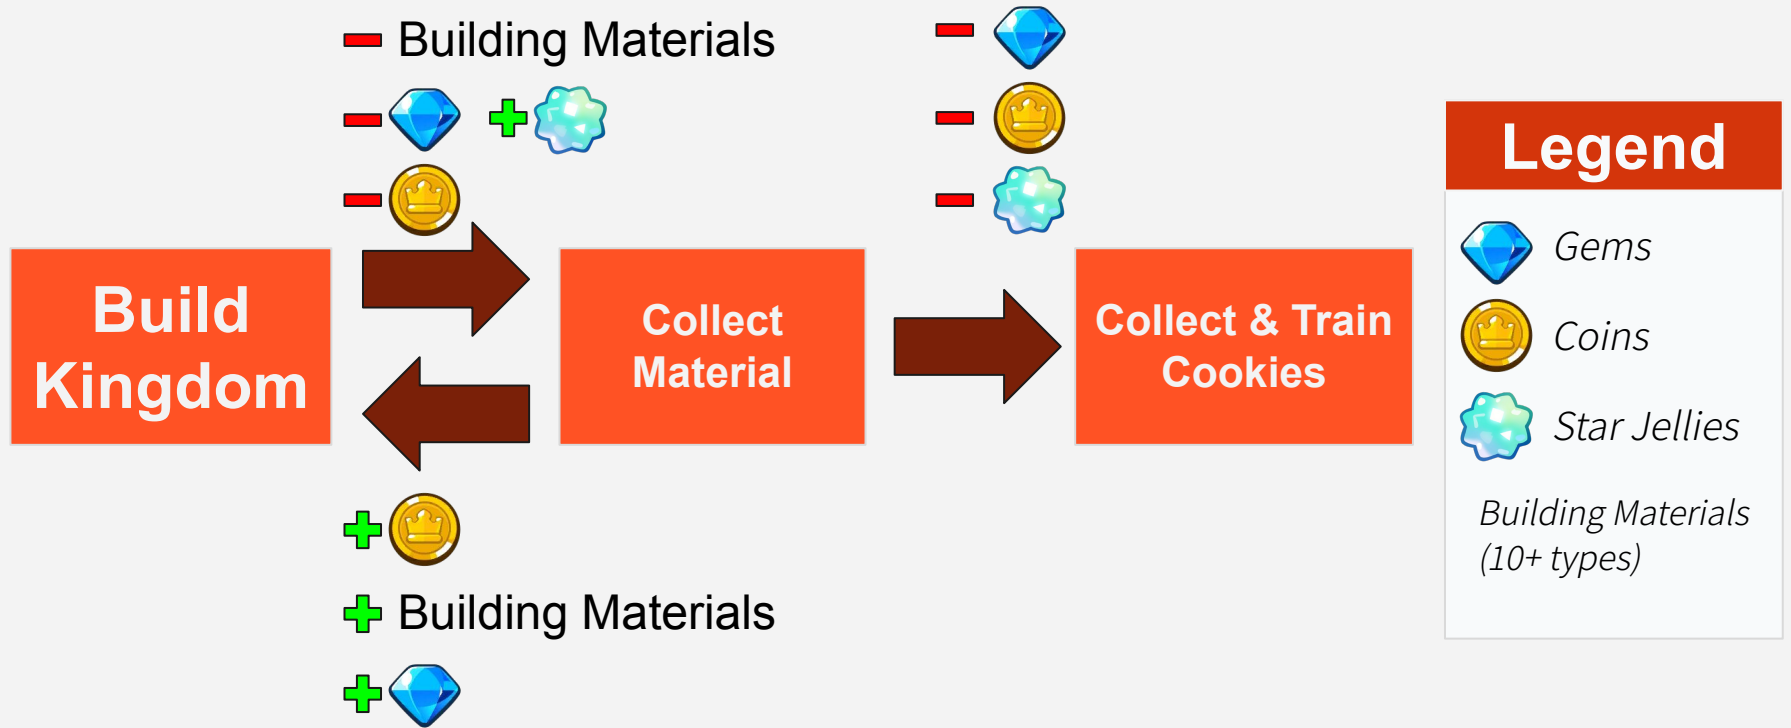 Building Materials
Build
Kingdom
Collect
Material
Collect & Train
Cookies
Building Materials
Legend
Gems
Coins
Star Jellies
Building Materials
(10+ types)